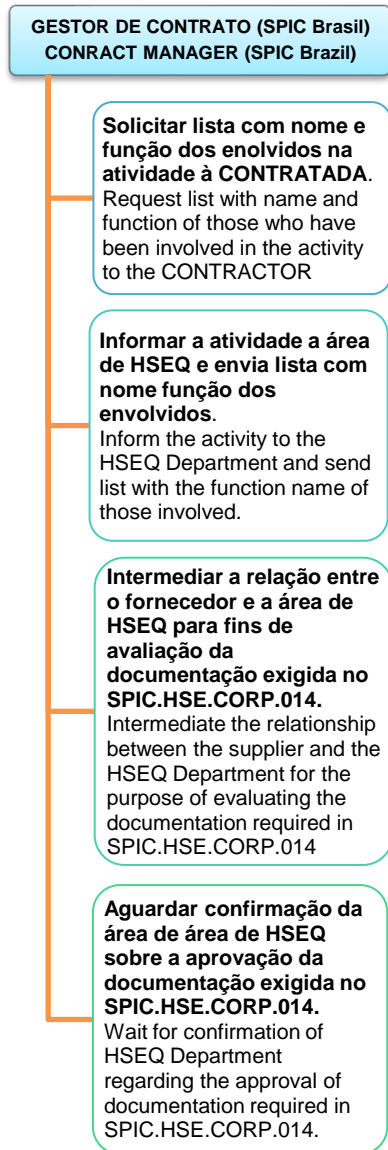 GESTOR DE CONTRATO (SPIC Brasil)
CONRACT MANAGER (SPIC Brazil)
Solicitar lista com nome e
função dos enolvidos na
atividade à CONTRATADA.
Request list with name and
function of those who have
been involved in the activity
to the CONTRACTOR
Informar a atividade a área
de HSEQ e envia lista com
nome função dos
envolvidos.
Inform the activity to the
HSEQ Department and send
list with the function name of
those involved.
Intermediar a relação entre
o fornecedor e a área de
HSEQ para fins de
avaliação da
documentação exigida no
SPIC.HSE.CORP.014.
Intermediate the relationship
between the supplier and the
HSEQ Department for the
purpose of evaluating the
documentation required in
SPIC.HSE.CORP.014
Aguardar confirmação da
área de área de HSEQ
sobre a aprovação da
documentação exigida no
SPIC.HSE.CORP.014.
Wait for confirmation of
HSEQ Department
regarding the approval of
documentation required in
SPIC.HSE.CORP.014.